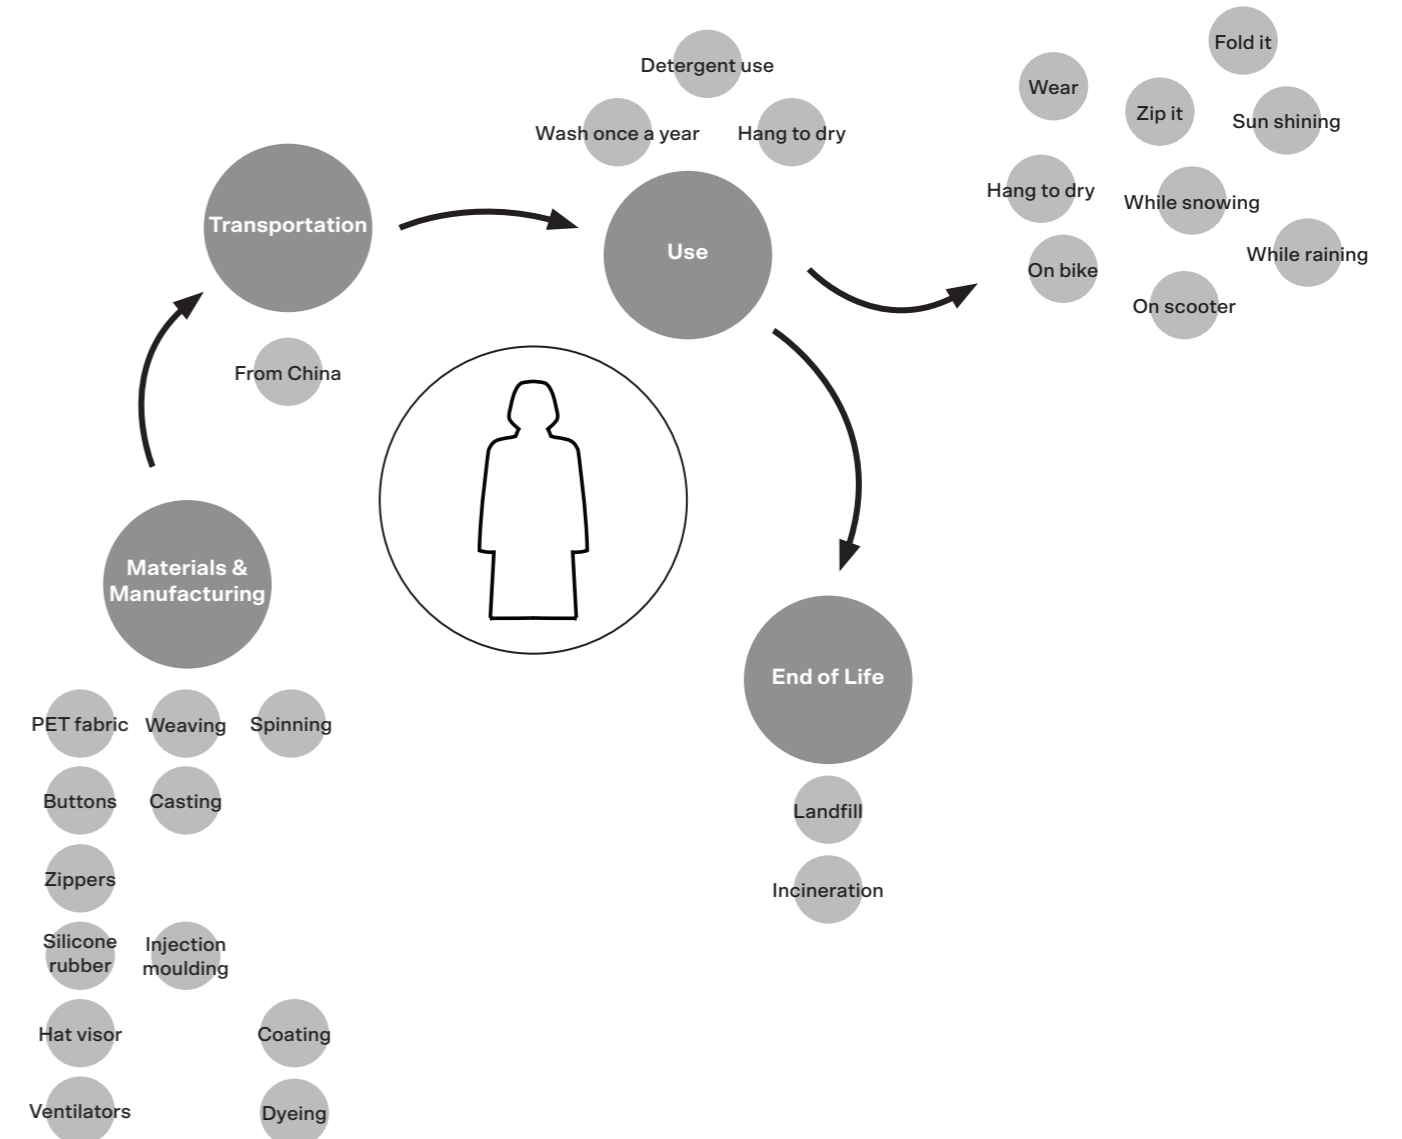 Fold it
Wear
Zip it
Sun shining
Hang to dry
While snowing
While raining
On bike
On scooter
Detergent use
Wash once a year
Hang to dry
Use
Transportation
From China
Materials &
Manufacturing
PET fabric
Weaving
Spinning
Buttons
Casting
Zippers
Silicone
rubber
Injection
moulding
Hat visor
Coating
Ventilators
Dyeing
End of Life
Landfill
Incineration